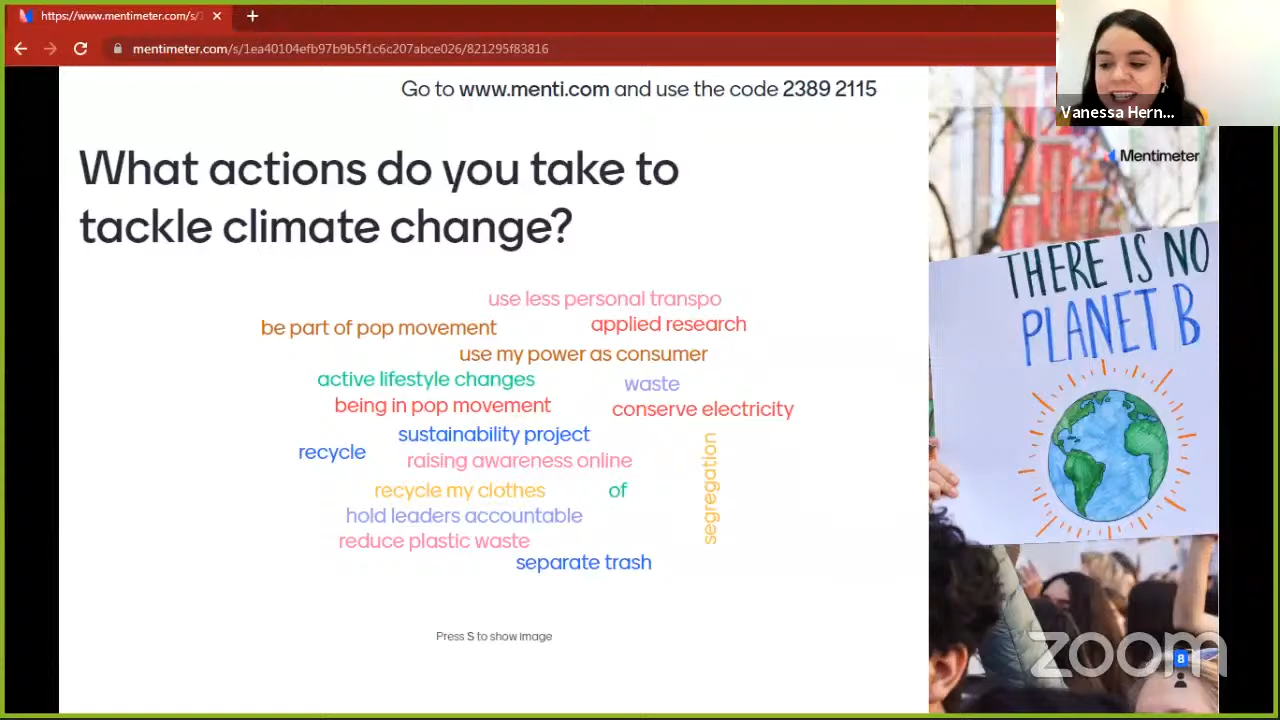 https://www.mentimeter.com/s/1
mentimeter.com/s/1ea40104efb97b9b5f1c6c207abce026/821295f83816
Vanessa Hern...
Go to www.menti.com and use the code 2389 2115
Mentimeter
What actions do you take to
tackle climate change?
use less personal transpo
be part of pop movement
applied research
use my power as consumer
active lifestyle changes
waste
being in pop movement
conserve electricity
sustainability project
recycle
raising awareness online
segregation
recycle my clothes
of
hold leaders accountable
reduce plastic waste
separate trash
Press S to show image
THERE IS NO
PLANET B
zoom
8